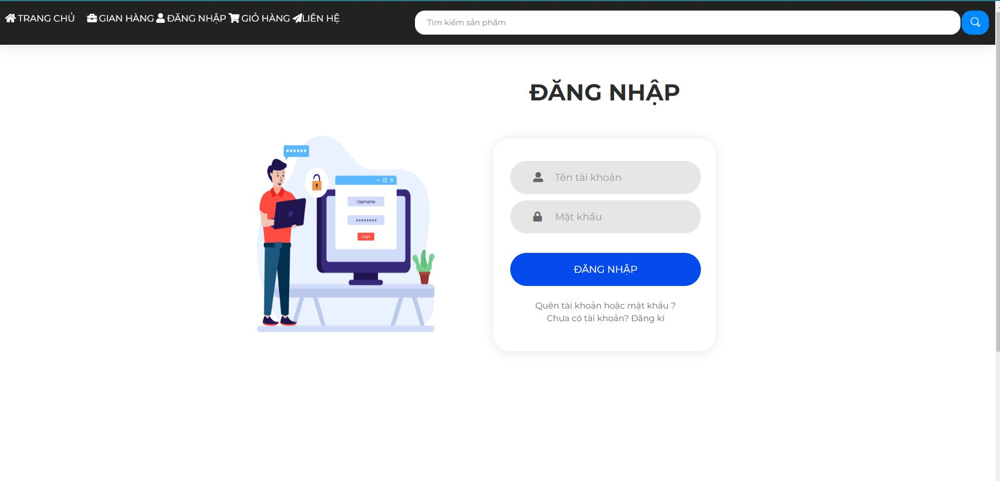 TRANG CHỦ GIAN HÀNG ĐĂNG NHẬP GIỎ HÀNG LIÊN HỆ
Tìm kiếm sản phẩm
ĐĂNG NHẬP
Username
********
Login
Tên tài khoản
Mật khẩu
ĐĂNG NHẬP
Quên tài khoản hoặc mật khẩu ?
Chưa có tài khoản? Đăng kí